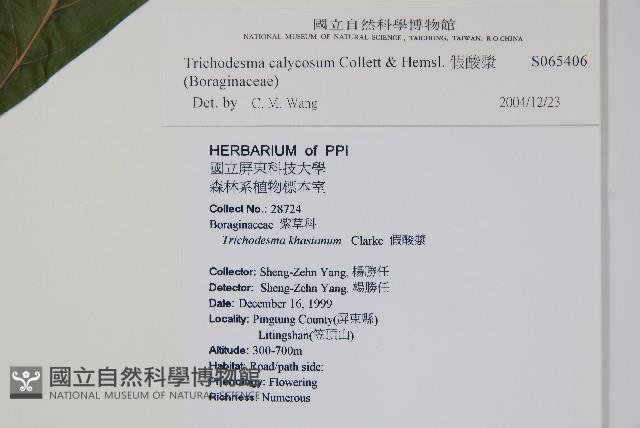 國立自然科學博物館
NATIONAL MUSEUM OF NATURAL SCIENCE, TAICHUNG, TAIWAN, R.O.CHINA
Trichodesma calycosum Collett & Hemsl. 假酸漿 S065406
(Boraginaceae)
Det. by C. M. Wang 2004/12/23
HERBARIUM of PPI
國立屏東科技大學
森林系植物標本室
Collect No.: 28724
Boraginaceae 紫草科
Trichodesma khasianum Clarke 假酸漿
Collector: Sheng-Zehn Yang, 楊勝任
Detector: Sheng-Zehn Yang, 楊勝任
Date: December 16, 1999
Locality: Pingtung County(屏東縣)
Litingshan(笠頂山)
Altitude: 300-700m
Habitat: Road/path side;
Phenology: Flowering
Richness: Numerous
國立自然科學博物館
NATIONAL MUSEUM OF NATURAL SCIENCE